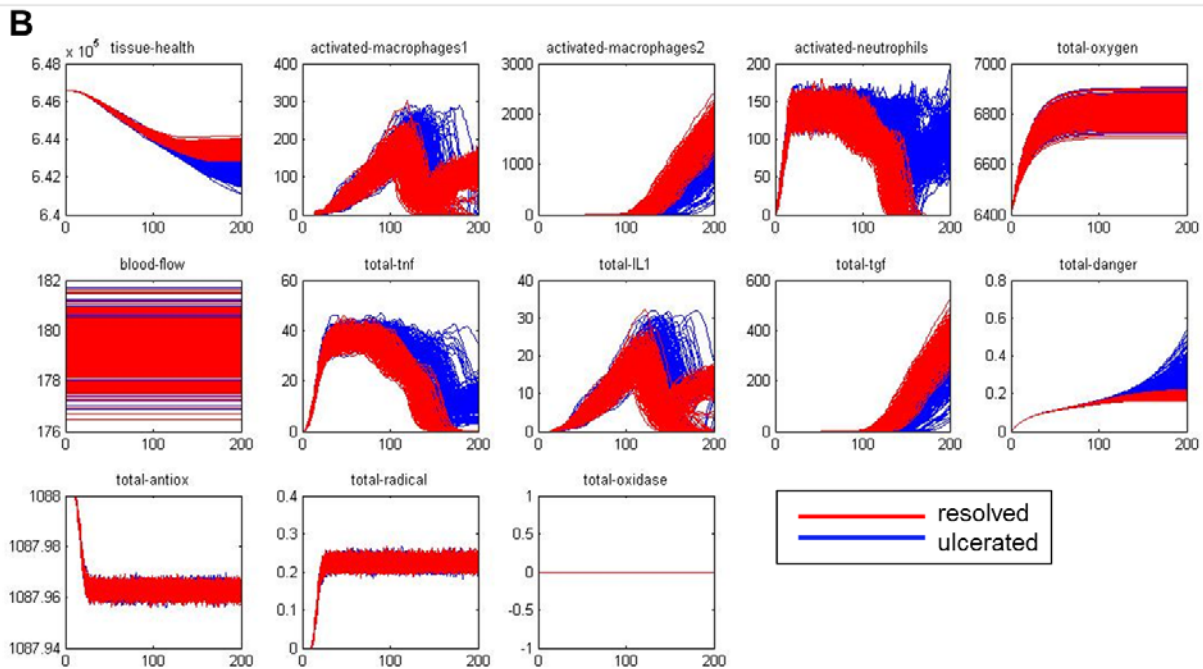 B
× 10⁵ tissue-health
6.48
6.46
6.44
6.42
6.4
0 100 200
activated-macrophages1
400
300
200
100
0
0 100 200
activated-macrophages2
3000
2000
1000
0
0 100 200
activated-neutrophils
200
150
100
50
0
0 100 200
total-oxygen
7000
6800
6600
6400
0 100 200
blood-flow
182
180
178
176
0 100 200
total-tnf
60
40
20
0
0 100 200
total-IL1
40
30
20
10
0
0 100 200
total-tgf
600
400
200
0
0 100 200
total-danger
0.8
0.6
0.4
0.2
0
0 100 200
total-antiox
1088
1087.98
1087.96
1087.94
0 100 200
total-radical
0.4
0.3
0.2
0.1
0
0 100 200
total-oxidase
1
0.5
0
-0.5
-1
0 100 200
resolved
ulcerated